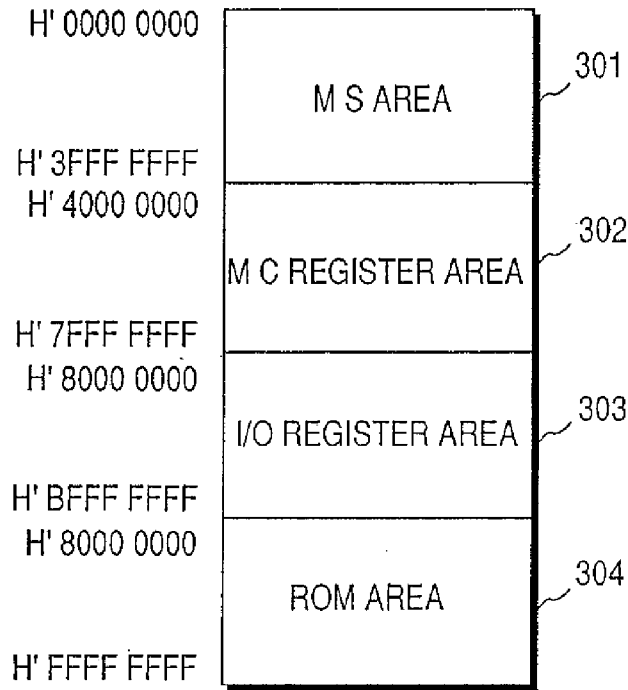 H' 0000 0000
M S AREA
301
H' 3FFF FFFF
H' 4000 0000
302
M C REGISTER AREA
H' 7FFF FFFF
H' 8000 0000
303
I/O REGISTER AREA
H' BFFF FFFF
H' 8000 0000
304
ROM AREA
H' FFFF FFFF